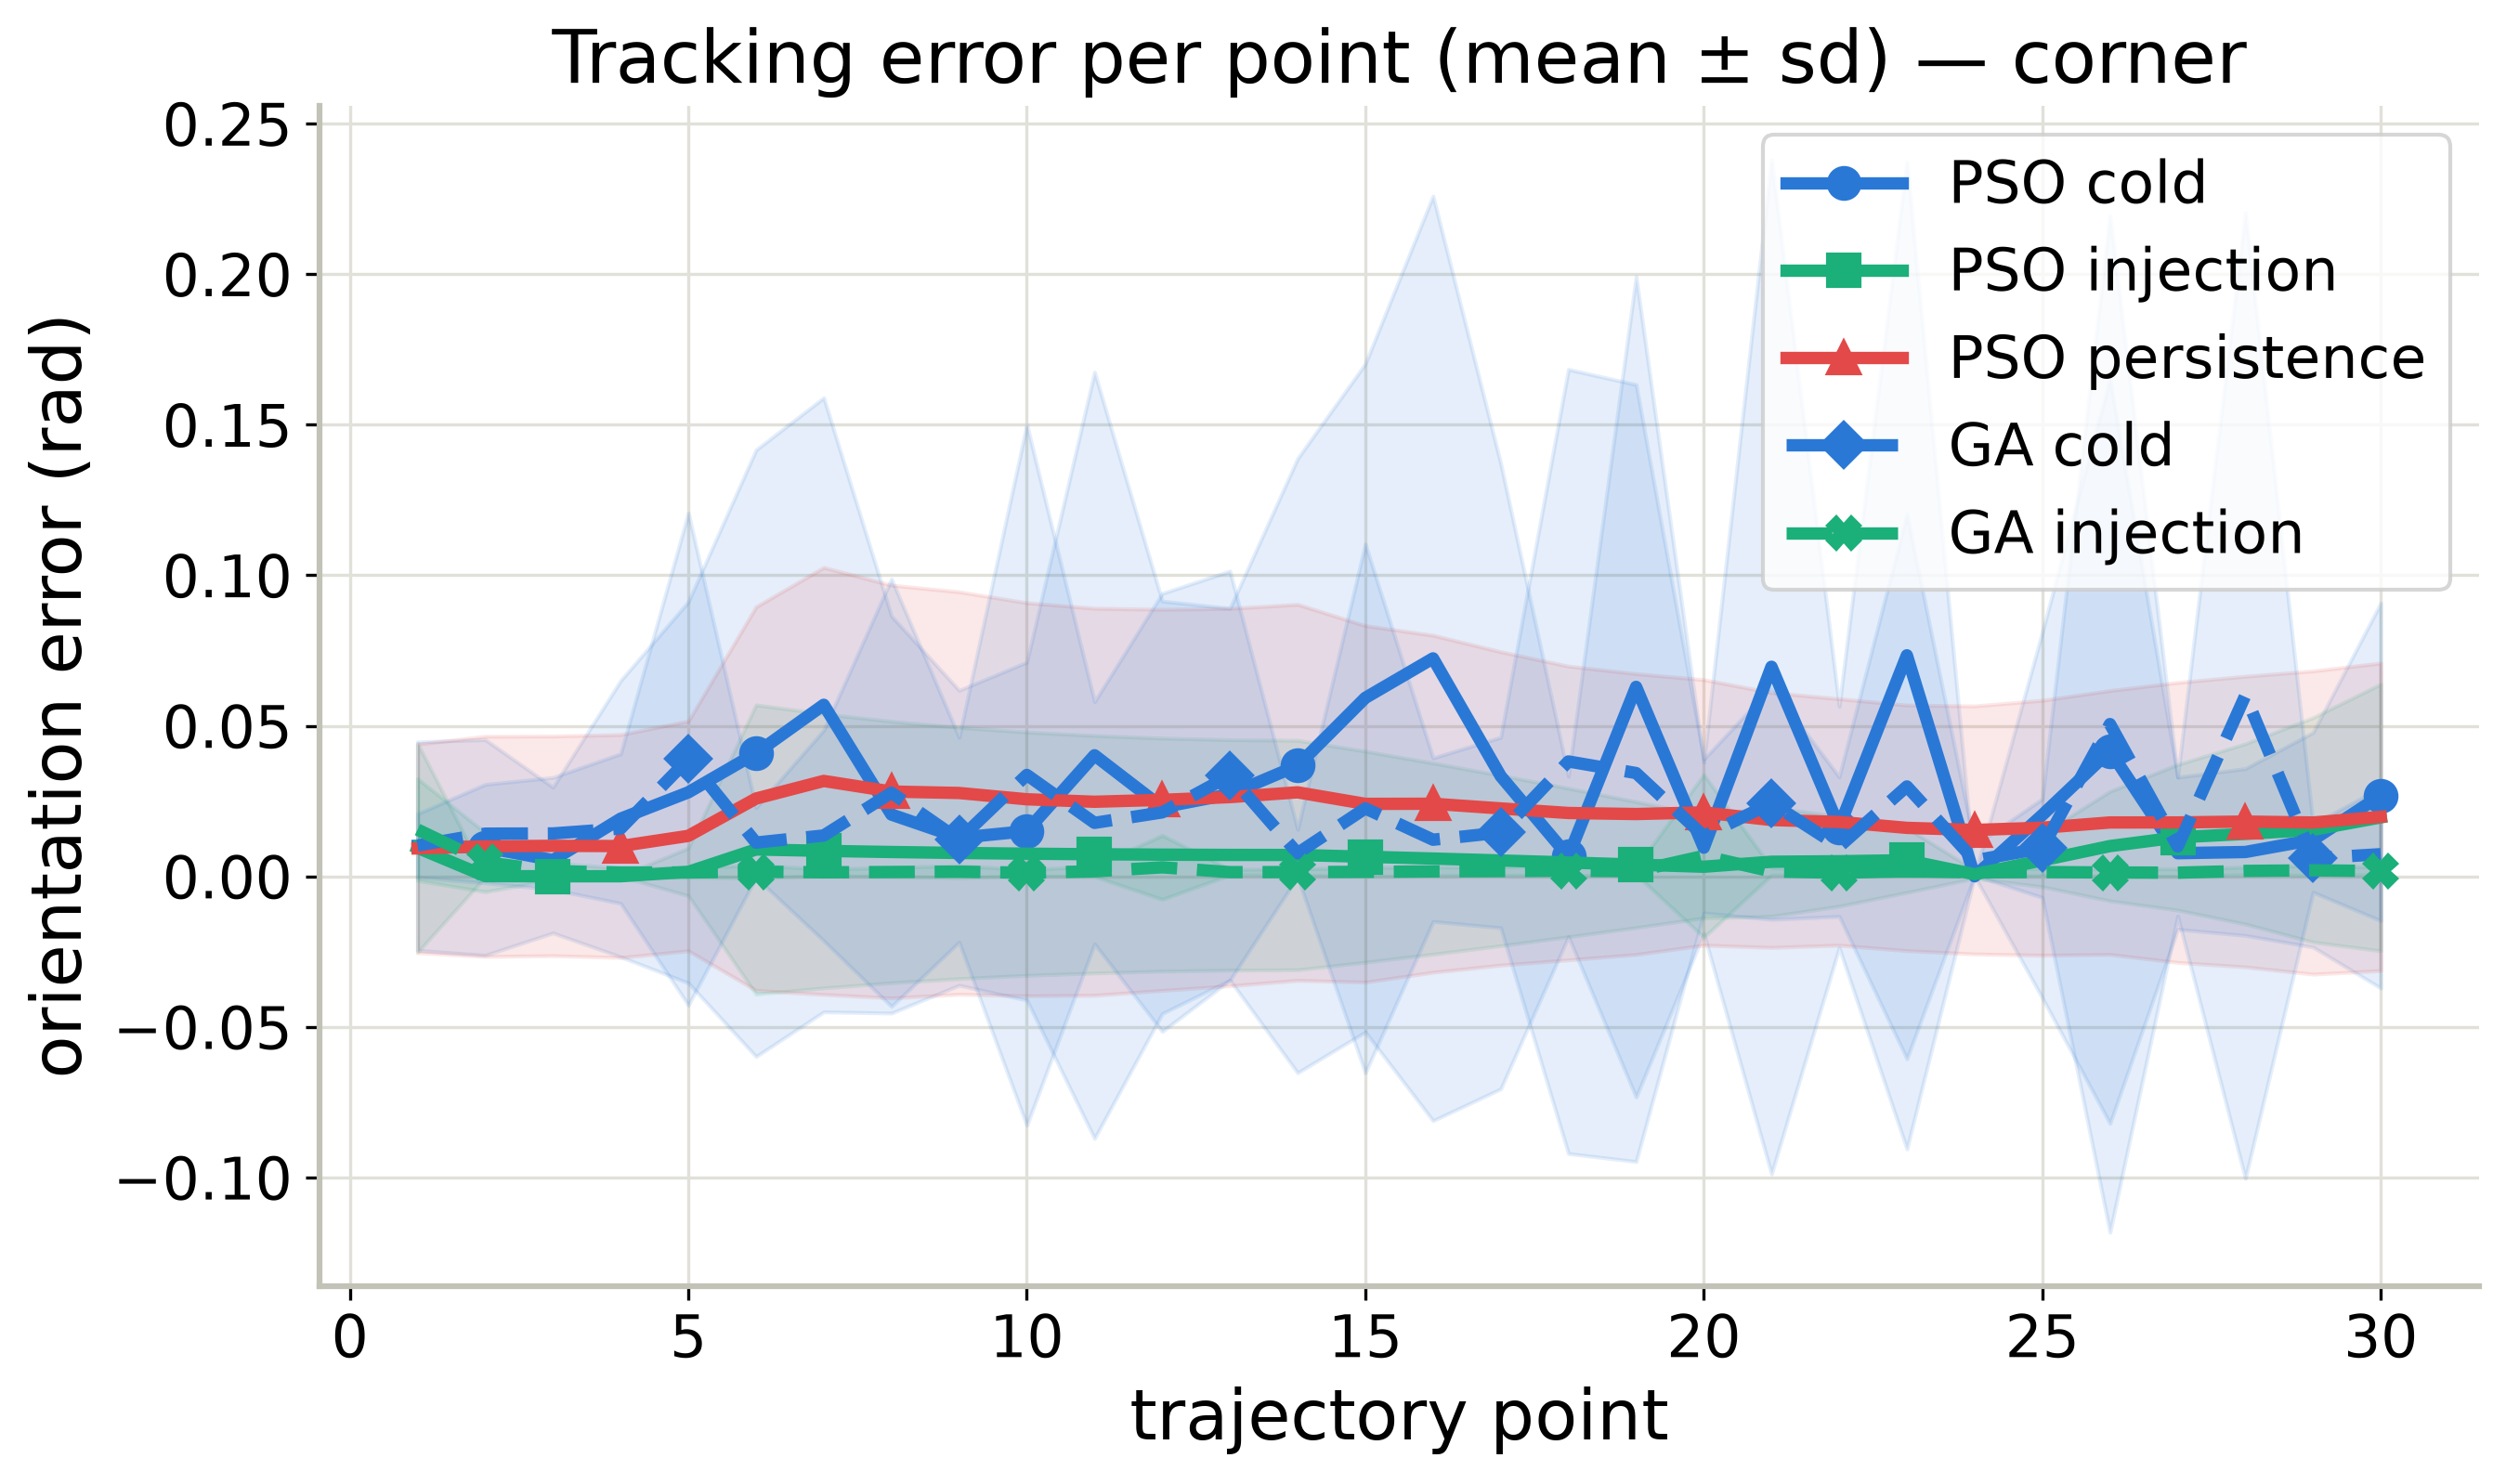 Tracking error per point (mean ± sd) — corner
orientation error (rad)
0.25
0.20
0.15
0.10
0.05
0.00
−0.05
−0.10
PSO cold
PSO injection
PSO persistence
GA cold
GA injection
0 5 10 15 20 25 30
trajectory point